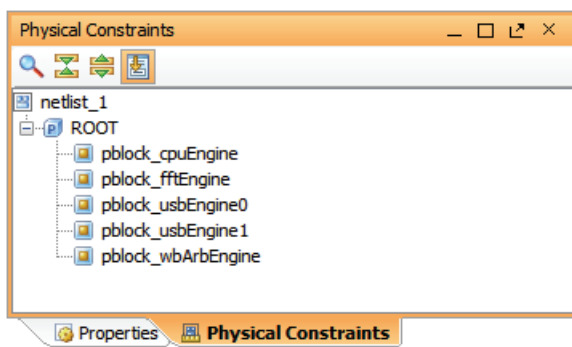 Physical Constraints
netlist_1
ROOT
pblock_cpuEngine
pblock_fftEngine
pblock_usbEngine0
pblock_usbEngine1
pblock_wbArbEngine
Properties Physical Constraints